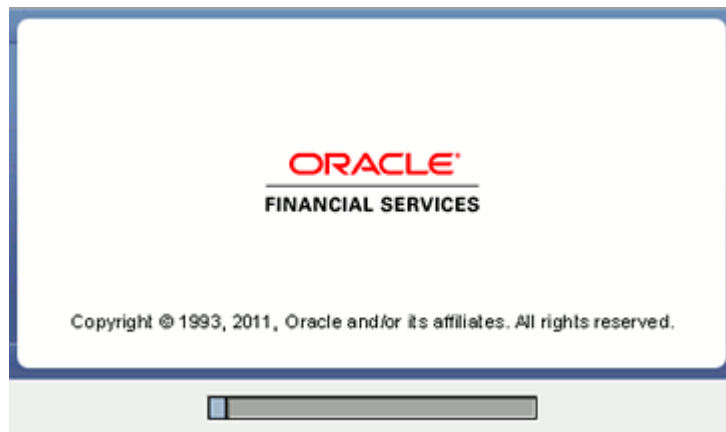 ORACLE
FINANCIAL SERVICES
Copyright © 1993, 2011, Oracle and/or its affiliates. All rights reserved.